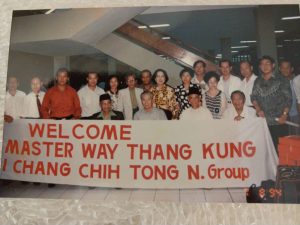 WELCOME
MASTER WAY THANG KUNG
I CHANG CHIH TONG N. Group